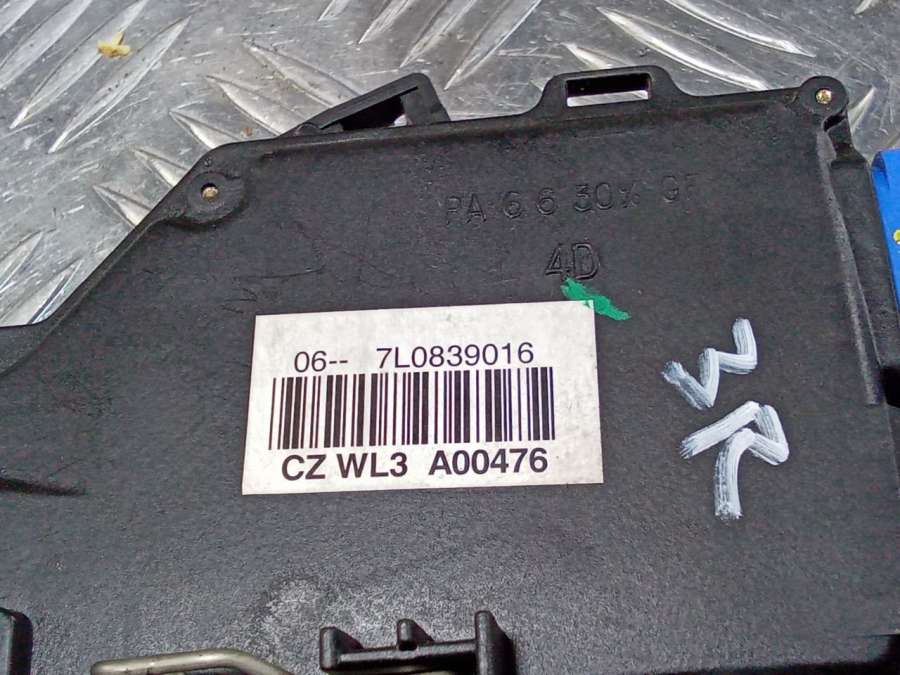 PA 6 6 30% GF
4D
06-- 7L0839016
CZ WL3 A00476